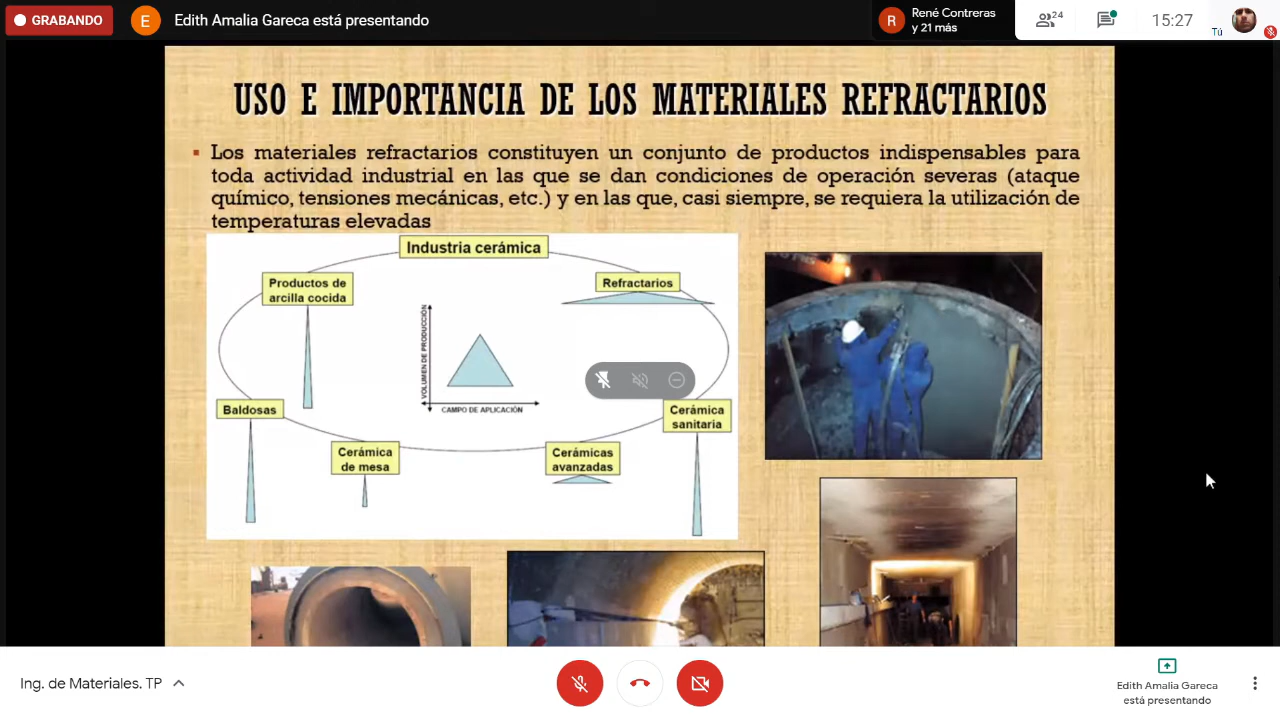 GRABANDO
E
Edith Amalia Gareca está presentando
R
René Contreras
y 21 más
24
15:27
Tú
USO E IMPORTANCIA DE LOS MATERIALES REFRACTARIOS
▪ Los materiales refractarios constituyen un conjunto de productos indispensables para
toda actividad industrial en las que se dan condiciones de operación severas (ataque
químico, tensiones mecánicas, etc.) y en las que, casi siempre, se requiera la utilización de
temperaturas elevadas
Industria cerámica
Productos de
arcilla cocida
Refractarios
VOLUMEN DE PRODUCCIÓN
CAMPO DE APLICACIÓN
Baldosas
Cerámica
sanitaria
Cerámica
de mesa
Cerámicas
avanzadas
Ing. de Materiales. TP
Edith Amalia Gareca
está presentando